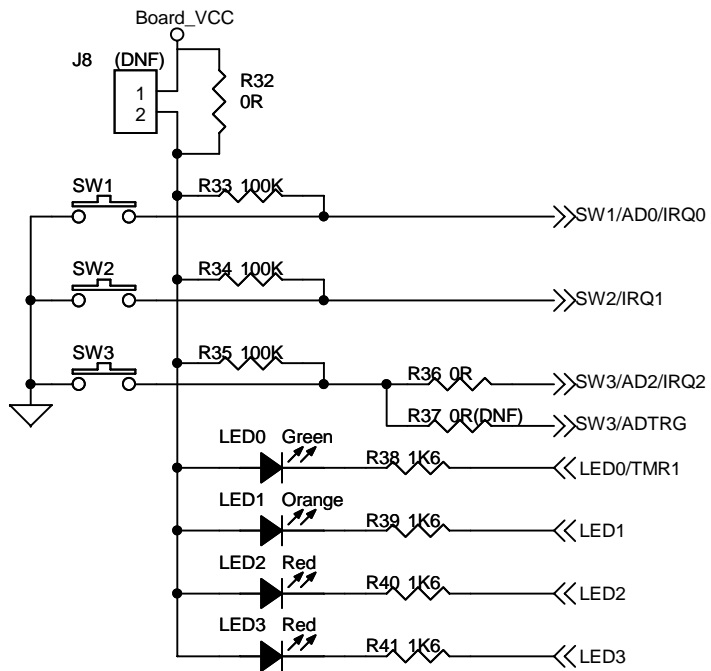 Board_VCC
J8 (DNF)
1
2
R32
0R
SW1
R33 100K
SW1/AD0/IRQ0
SW2
R34 100K
SW2/IRQ1
SW3
R35 100K
R36 0R
SW3/AD2/IRQ2
R37 0R(DNF)
SW3/ADTRG
LED0 Green
R38 1K6
LED0/TMR1
LED1 Orange
R39 1K6
LED1
LED2 Red
R40 1K6
LED2
LED3 Red
R41 1K6
LED3